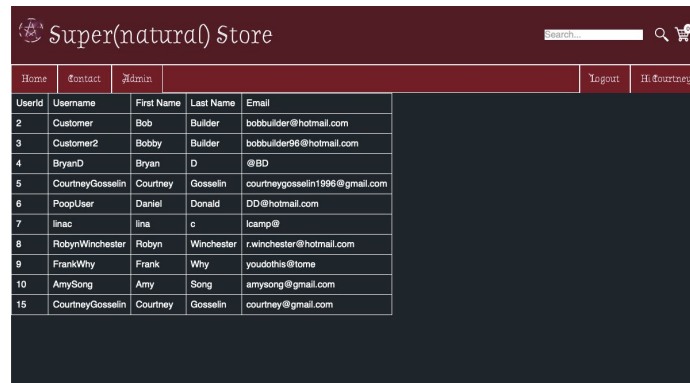 Super(natural) Store
Search...
0
Home Contact Admin Logout Hi Courtney
UserId Username First Name Last Name Email
2 Customer Bob Builder bobbuilder@hotmail.com
3 Customer2 Bobby Builder bobbuilder96@hotmail.com
4 BryanD Bryan D @BD
5 CourtneyGosselin Courtney Gosselin courtneygosselin1996@gmail.com
6 PoopUser Daniel Donald DD@hotmail.com
7 linac lina c lcamp@
8 RobynWinchester Robyn Winchester r.winchester@hotmail.com
9 FrankWhy Frank Why youdothis@tome
10 AmySong Amy Song amysong@gmail.com
15 CourtneyGosselin Courtney Gosselin courtney@gmail.com